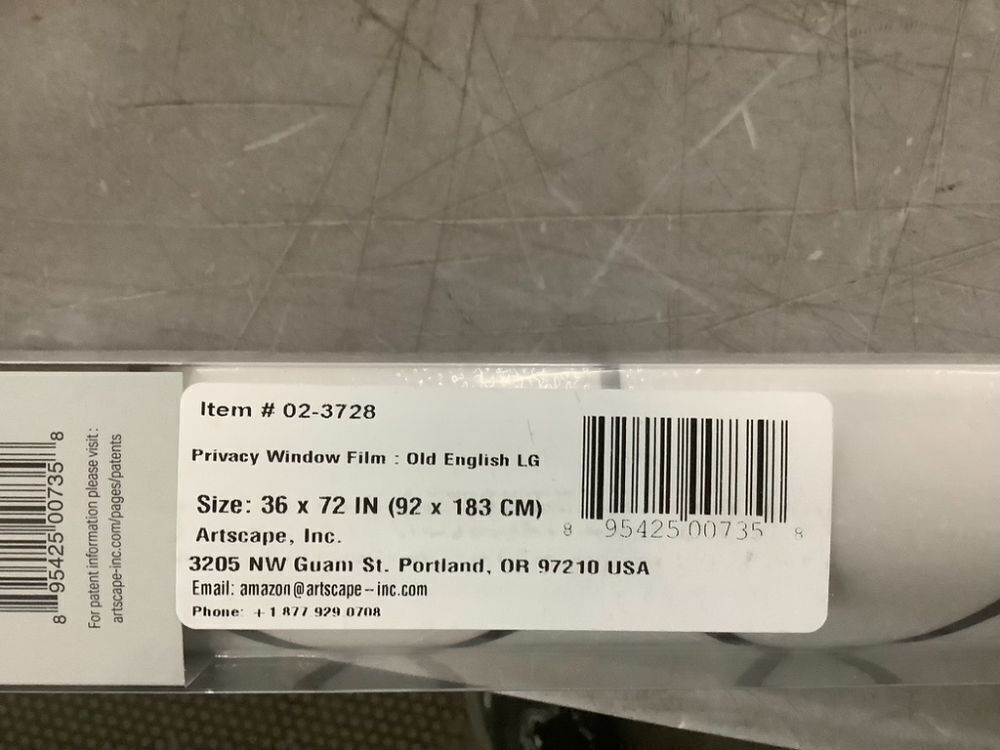 Item # 02-3728
Privacy Window Film : Old English LG
Size: 36 x 72 IN (92 x 183 CM)
Artscape, Inc.
3205 NW Guam St. Portland, OR 97210 USA
Email: amazon@artscape-inc.com
Phone: +1 877 929 0708
8 95425 00735 8
8 95425 00735 8
For patent information please visit:
artscape-inc.com/pages/patents